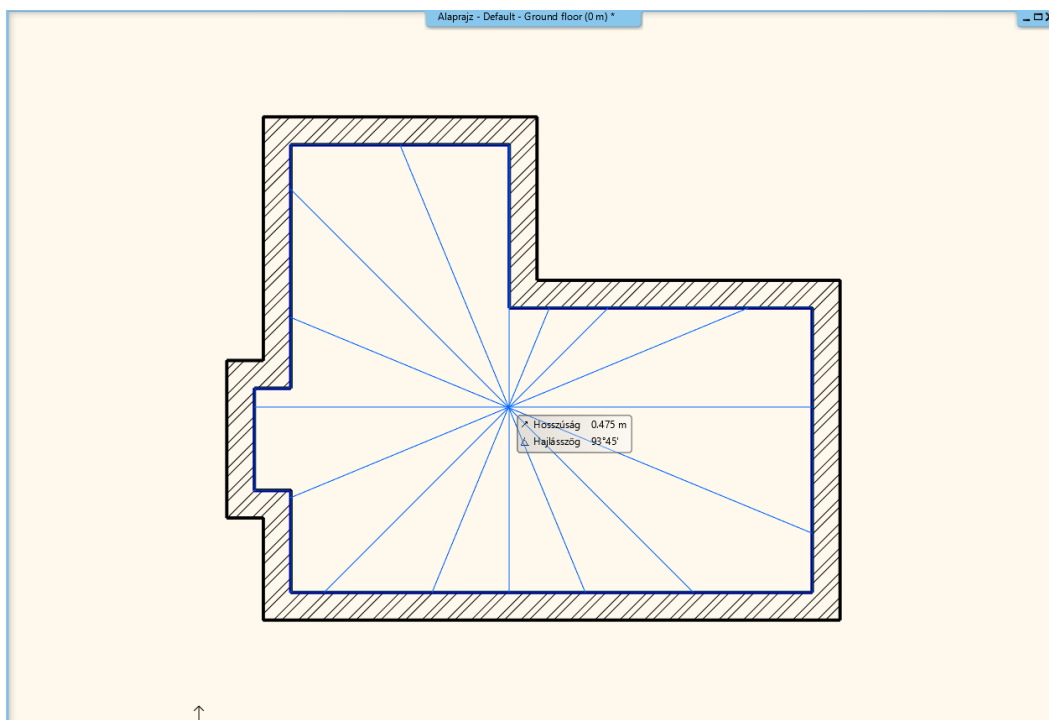 Alaprajz - Default - Ground floor (0 m) *
Hosszúság 0.475 m
Hajlásszög 93°45'